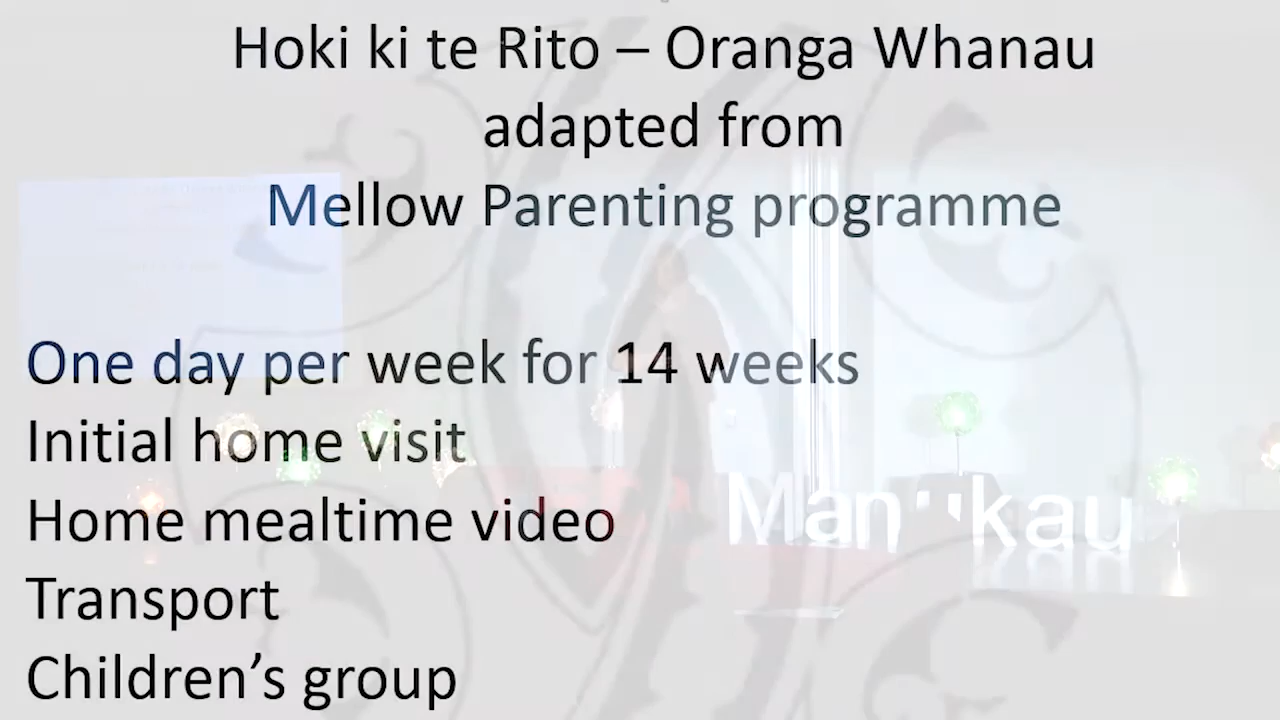 Hoki ki te Rito – Oranga Whanau
adapted from
Mellow Parenting programme
One day per week for 14 weeks
Initial home visit
Home mealtime video
Manukau
Transport
Children’s group